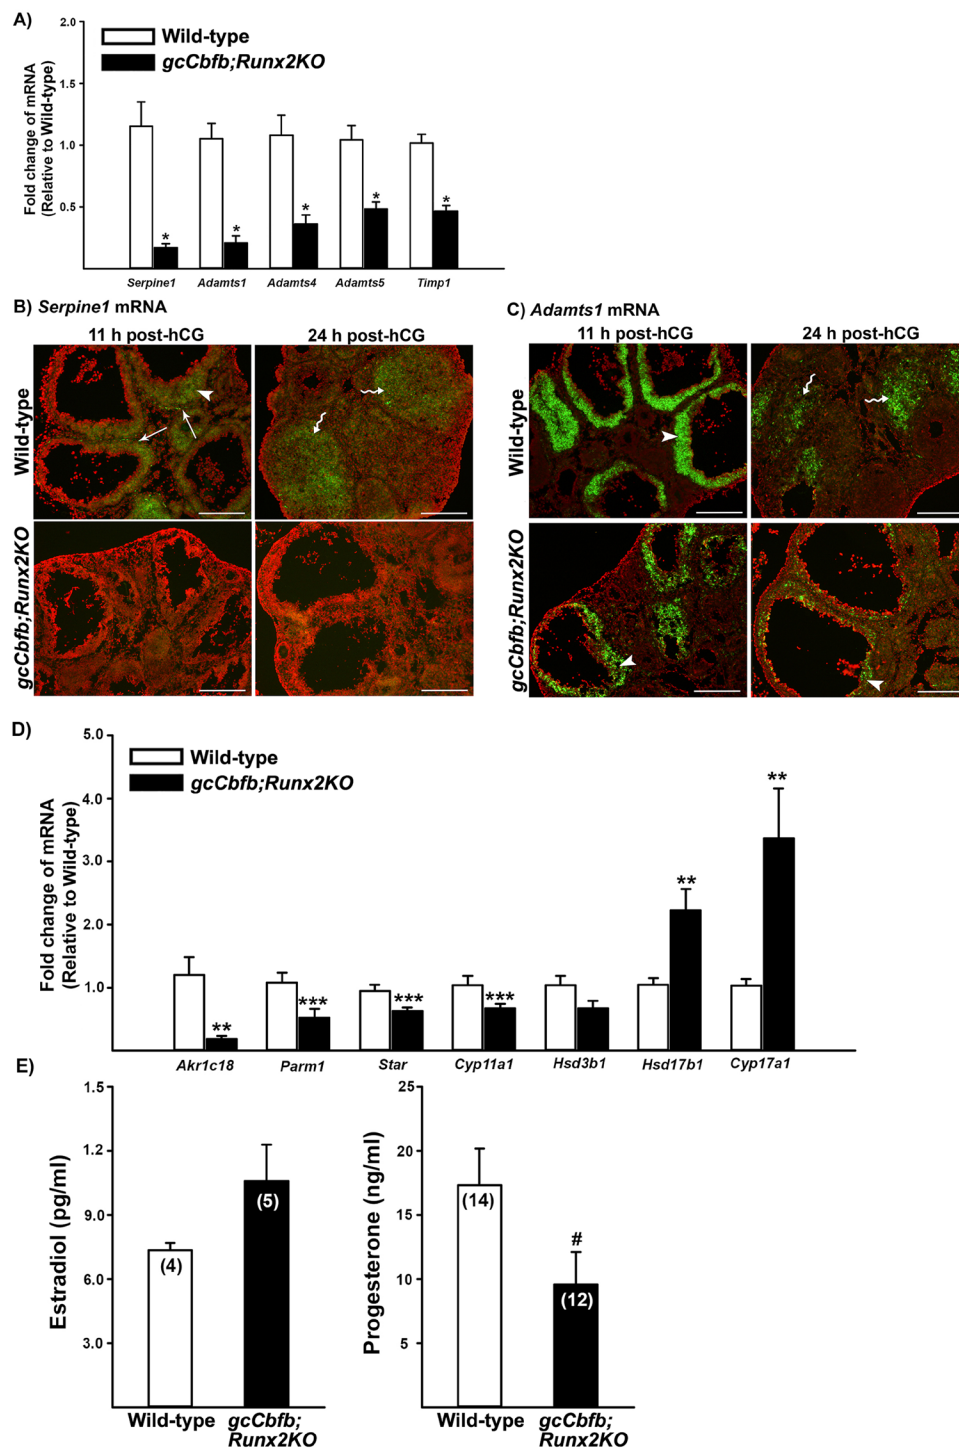 A)
2.0
1.5
1.0
0.5
Fold change of mRNA
(Relative to Wild-type)
Wild-type
gcCbfb;Runx2KO
*
*
*
*
*
Serpine1 Adamts1 Adamts4 Adamts5 Timp1
B) Serpine1 mRNA
11 h post-hCG 24 h post-hCG
Wild-type
gcCbfb;Runx2KO
C) Adamts1 mRNA
11 h post-hCG 24 h post-hCG
Wild-type
gcCbfb;Runx2KO
D)
5.0
4.0
3.0
2.0
1.0
Fold change of mRNA
(Relative to Wild-type)
Wild-type
gcCbfb;Runx2KO
**
***
***
***
**
**
Akr1c18 Parm1 Star Cyp11a1 Hsd3b1 Hsd17b1 Cyp17a1
E)
1.5
1.2
9.0
6.0
3.0
Estradiol (pg/ml)
(4)
(5)
Wild-type gcCbfb;
Runx2KO
25
20
15
10
5
Progesterone (ng/ml)
(14)
#
(12)
Wild-type gcCbfb;
Runx2KO